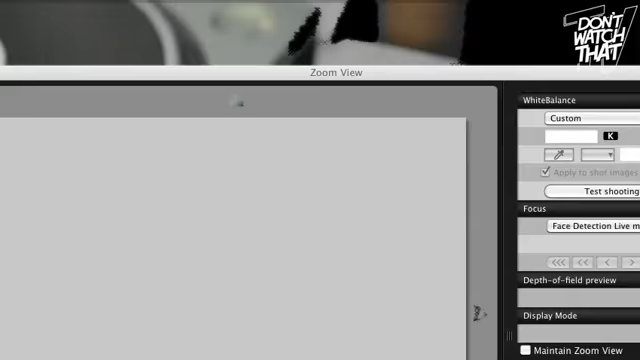 DON'T
WATCH
THAT
Zoom View
WhiteBalance
Custom
K
Apply to shot images
Test shooting
Focus
Face Detection Live m
<<< << < >
Depth-of-field preview
Display Mode
Maintain Zoom View